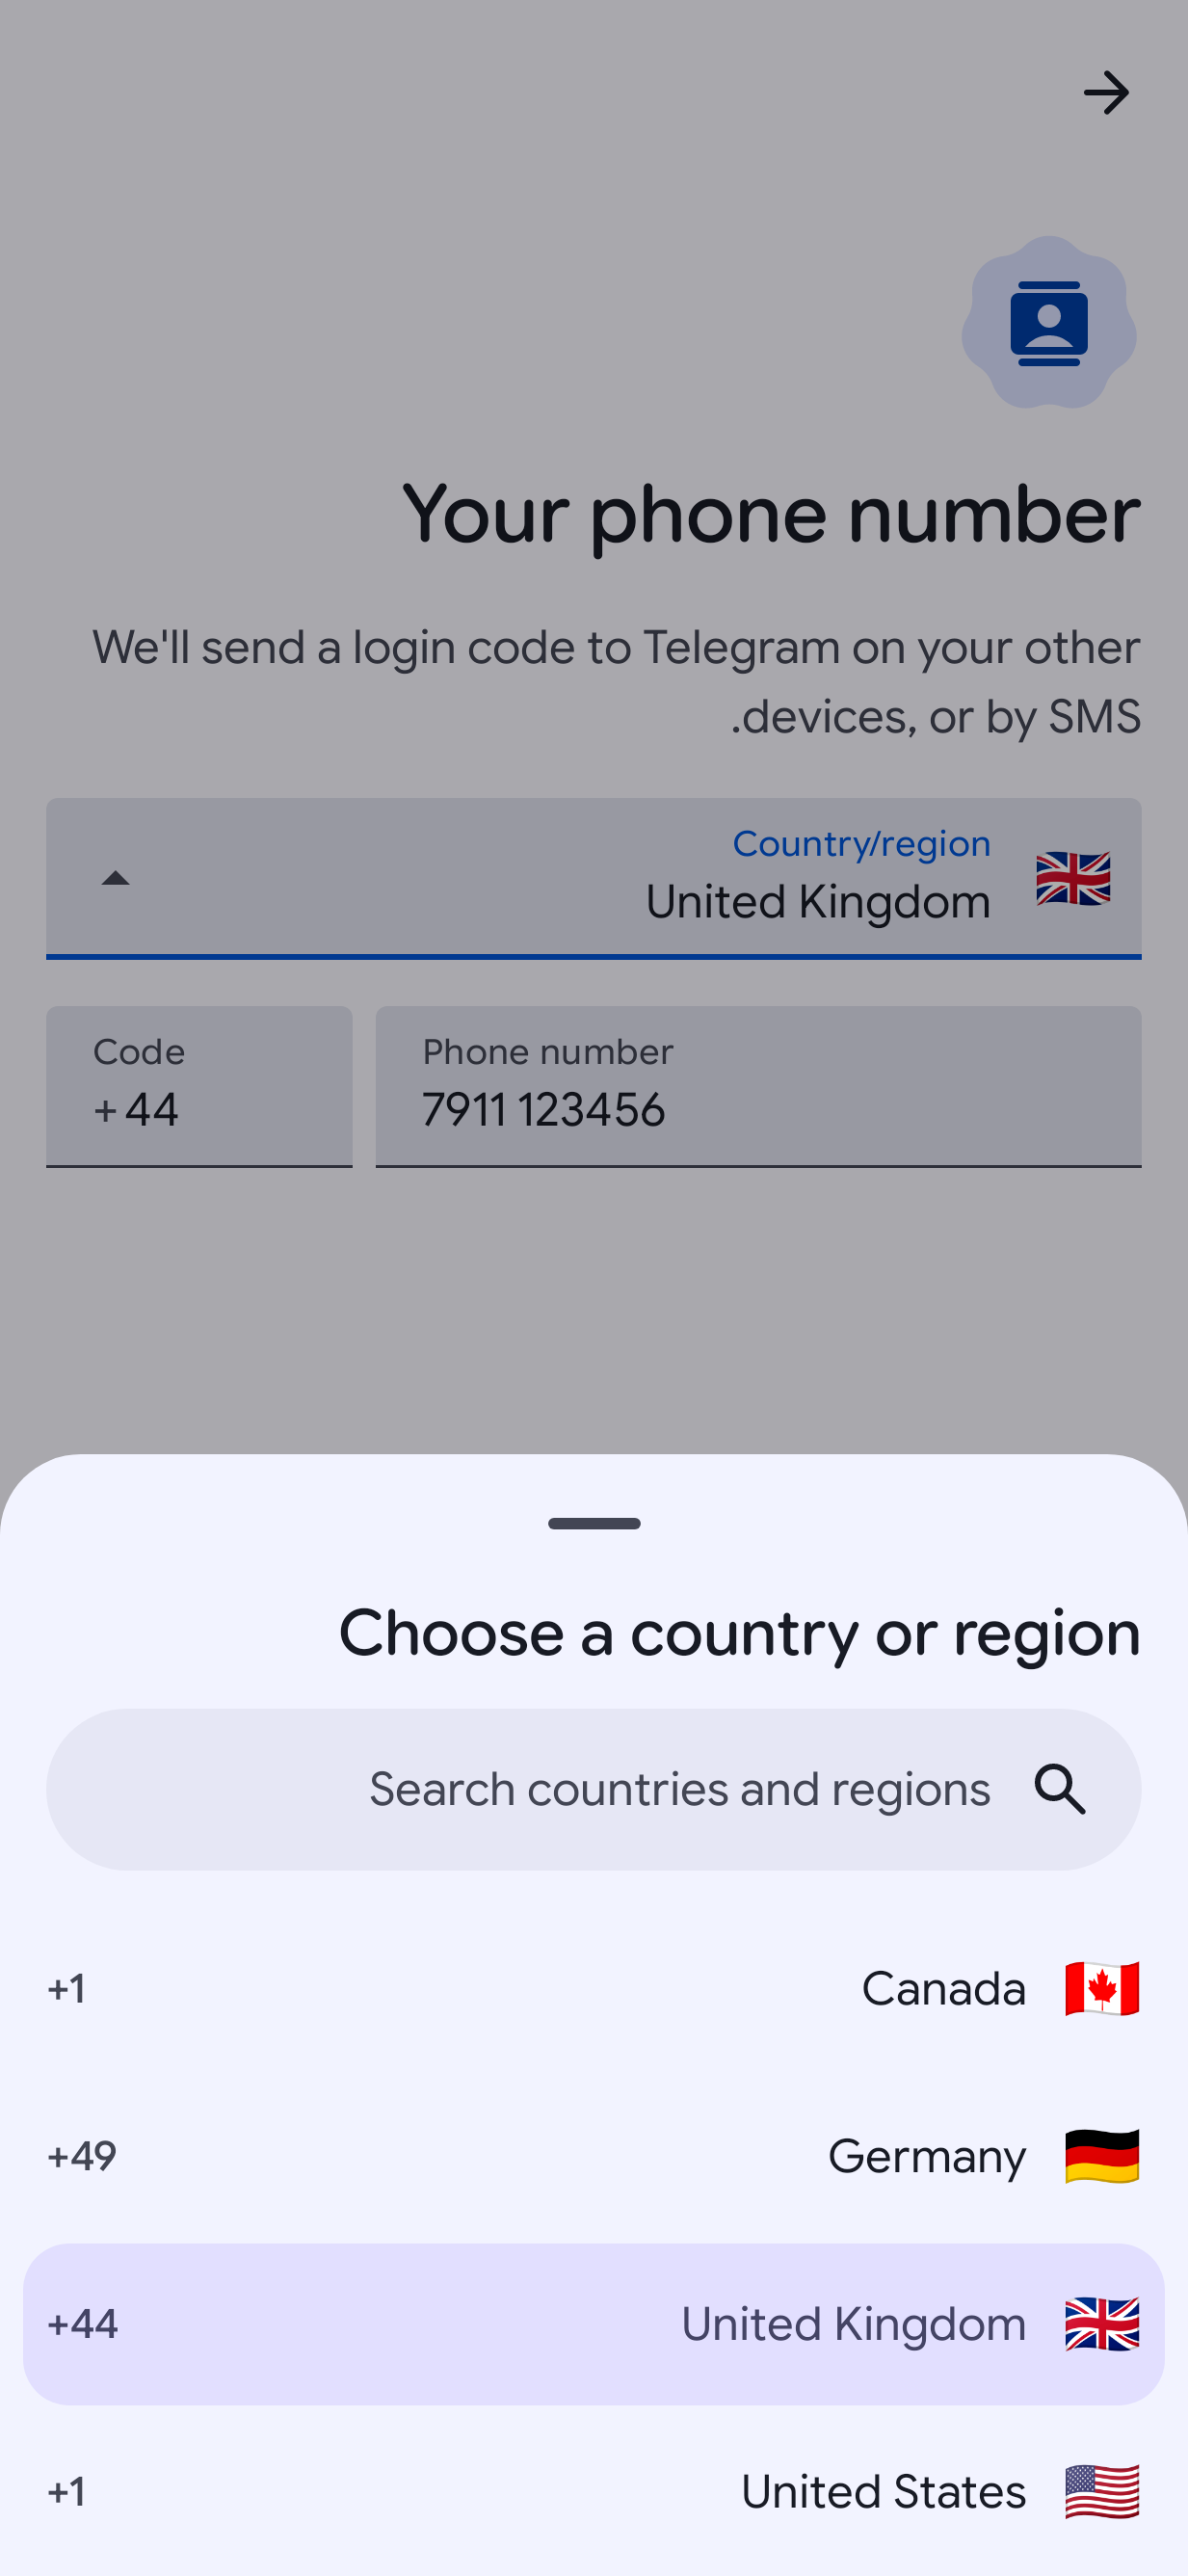 Your phone number
We'll send a login code to Telegram on your other
.devices, or by SMS
Country/region
United Kingdom
Code
+44
Phone number
7911 123456
Choose a country or region
Search countries and regions
Canada +1
Germany +49
United Kingdom +44
United States +1